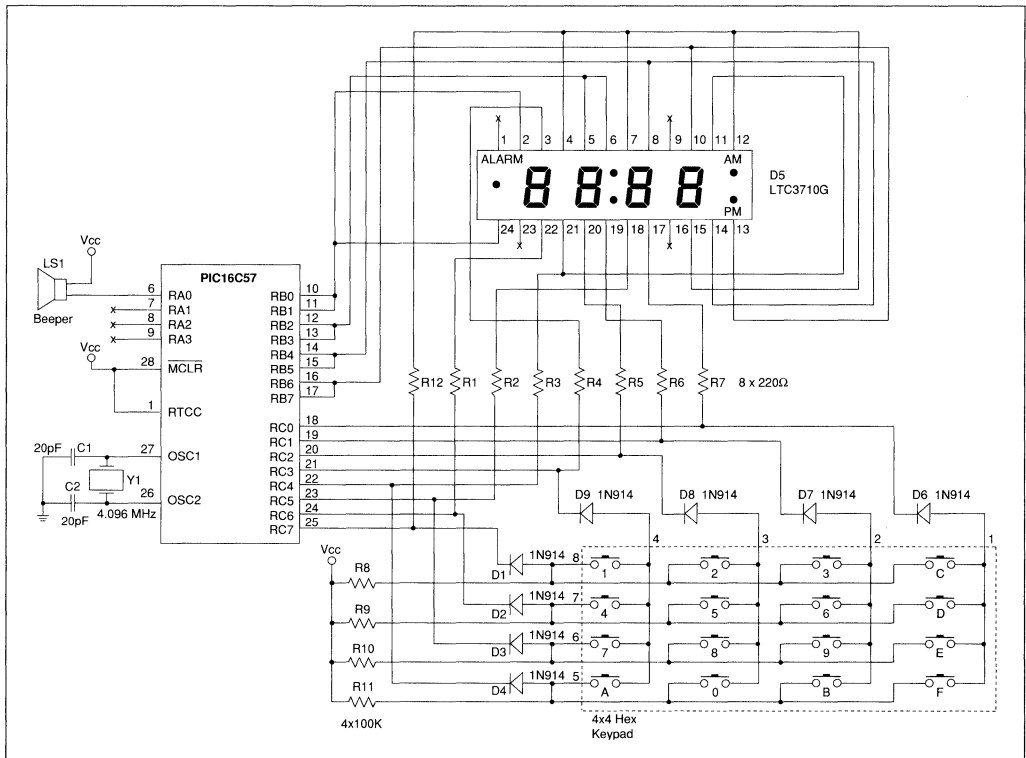 1 2 3 4 5 6 7 8 9 10 11 12
ALARM AM
8 8:8 8
PM
D5
LTC3710G
24 23 22 21 20 19 18 17 16 15 14 13
Vcc
LS1
Beeper
PIC16C57
6 RA0 RB0 10
7 RA1 RB1 11
8 RA2 RB2 12
9 RA3 RB3 13
RB4 14
Vcc
28 MCLR RB5 15
RB6 16
RB7 17
1 RTCC
R12 R1 R2 R3 R4 R5 R6 R7 8 x 220Ω
RC0 18
RC1 19
20pF C1 27 OSC1 RC2 20
Y1 RC3 21
C2 26 OSC2 RC4 22
20pF 4.096 MHz RC5 23
RC6 24
RC7 25
D9 1N914 D8 1N914 D7 1N914 D6 1N914
4 3 2 1
Vcc
R8 D1 1N914 8 1 2 3 C
R9 D2 1N914 7 4 5 6 D
R10 D3 1N914 6 7 8 9 E
R11 D4 1N914 5 A 0 B F
4x100K
4x4 Hex
Keypad